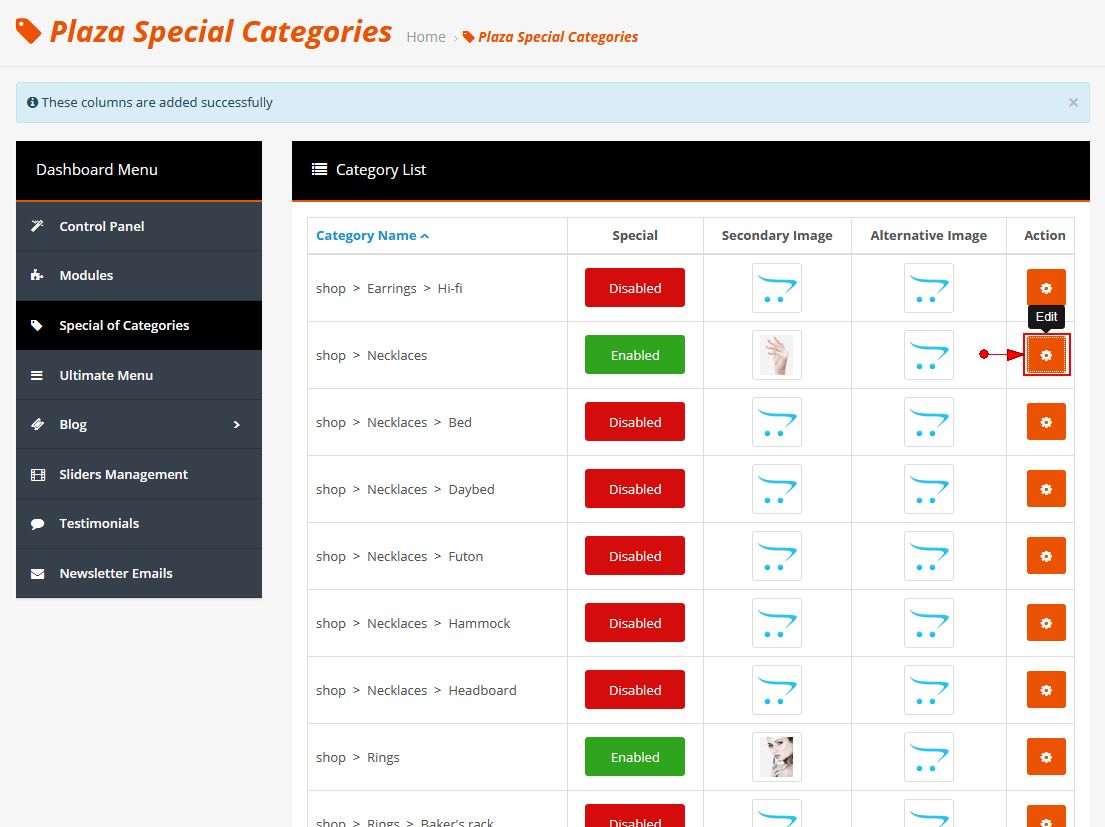 Plaza Special Categories Home › Plaza Special Categories
These columns are added successfully ×
Dashboard Menu
Control Panel
Modules
Special of Categories
Ultimate Menu
Blog
Sliders Management
Testimonials
Newsletter Emails
Category List
Category Name Special Secondary Image Alternative Image Action
shop > Earrings > Hi-fi Disabled
Edit
shop > Necklaces Enabled
shop > Necklaces > Bed Disabled
shop > Necklaces > Daybed Disabled
shop > Necklaces > Futon Disabled
shop > Necklaces > Hammock Disabled
shop > Necklaces > Headboard Disabled
shop > Rings Enabled
shop > Rings > Baker's rack Disabled